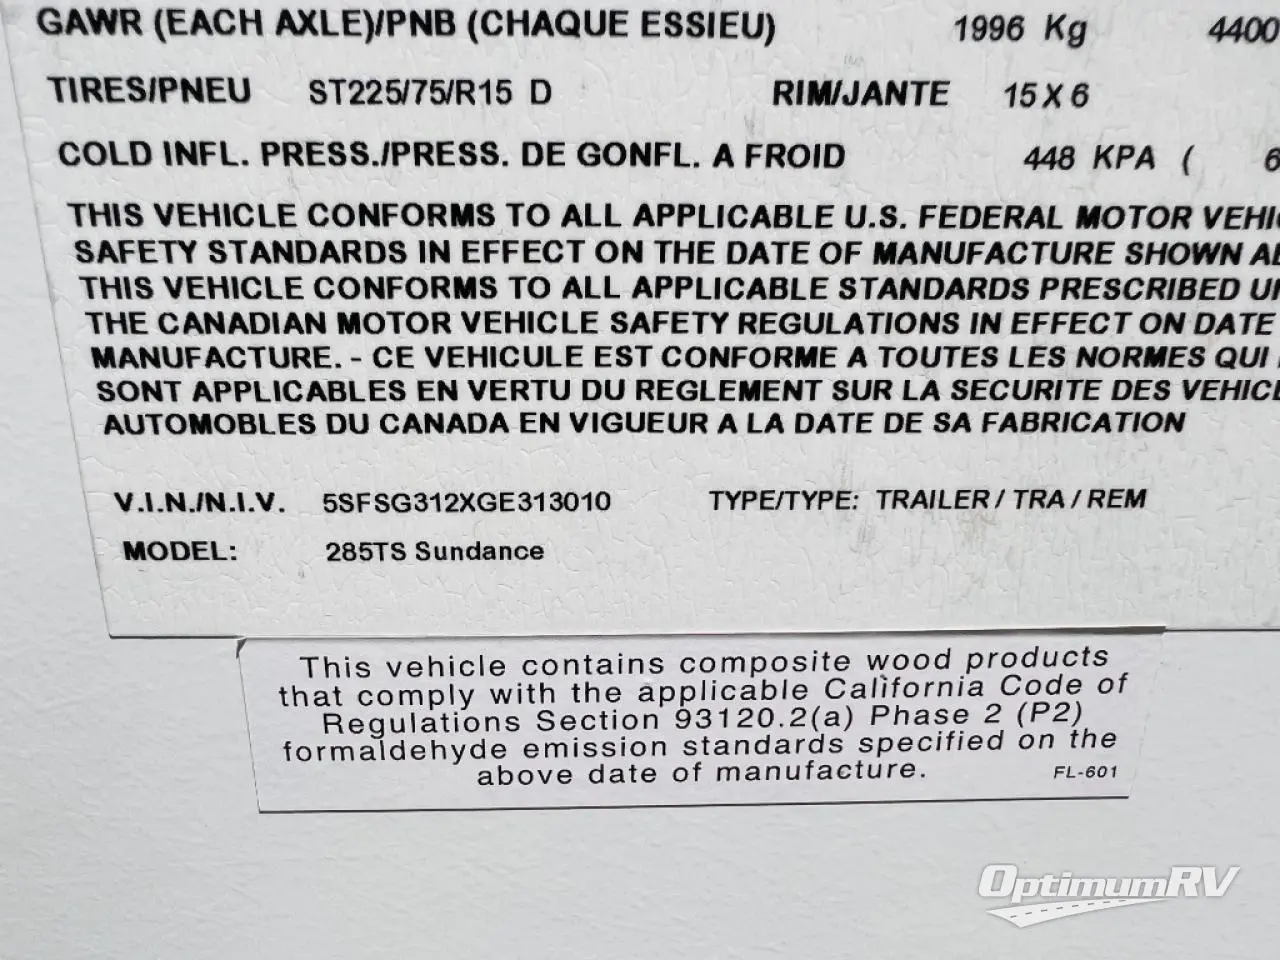 GAWR (EACH AXLE)/PNB (CHAQUE ESSIEU) 1996 Kg 4400
TIRES/PNEU ST225/75/R15 D RIM/JANTE 15 X 6
COLD INFL. PRESS./PRESS. DE GONFL. A FROID 448 KPA ( 6
THIS VEHICLE CONFORMS TO ALL APPLICABLE U.S. FEDERAL MOTOR VEHI
SAFETY STANDARDS IN EFFECT ON THE DATE OF MANUFACTURE SHOWN AB
THIS VEHICLE CONFORMS TO ALL APPLICABLE STANDARDS PRESCRIBED UN
THE CANADIAN MOTOR VEHICLE SAFETY REGULATIONS IN EFFECT ON DATE
MANUFACTURE. - CE VEHICULE EST CONFORME A TOUTES LES NORMES QUI
SONT APPLICABLES EN VERTU DU REGLEMENT SUR LA SECURITE DES VEHICL
AUTOMOBLES DU CANADA EN VIGUEUR A LA DATE DE SA FABRICATION
V.I.N./N.I.V. 5SFSG312XGE313010 TYPE/TYPE: TRAILER / TRA / REM
MODEL: 285TS Sundance
This vehicle contains composite wood products
that comply with the applicable California Code of
Regulations Section 93120.2(a) Phase 2 (P2)
formaldehyde emission standards specified on the
above date of manufacture. FL-601
OptimumRV